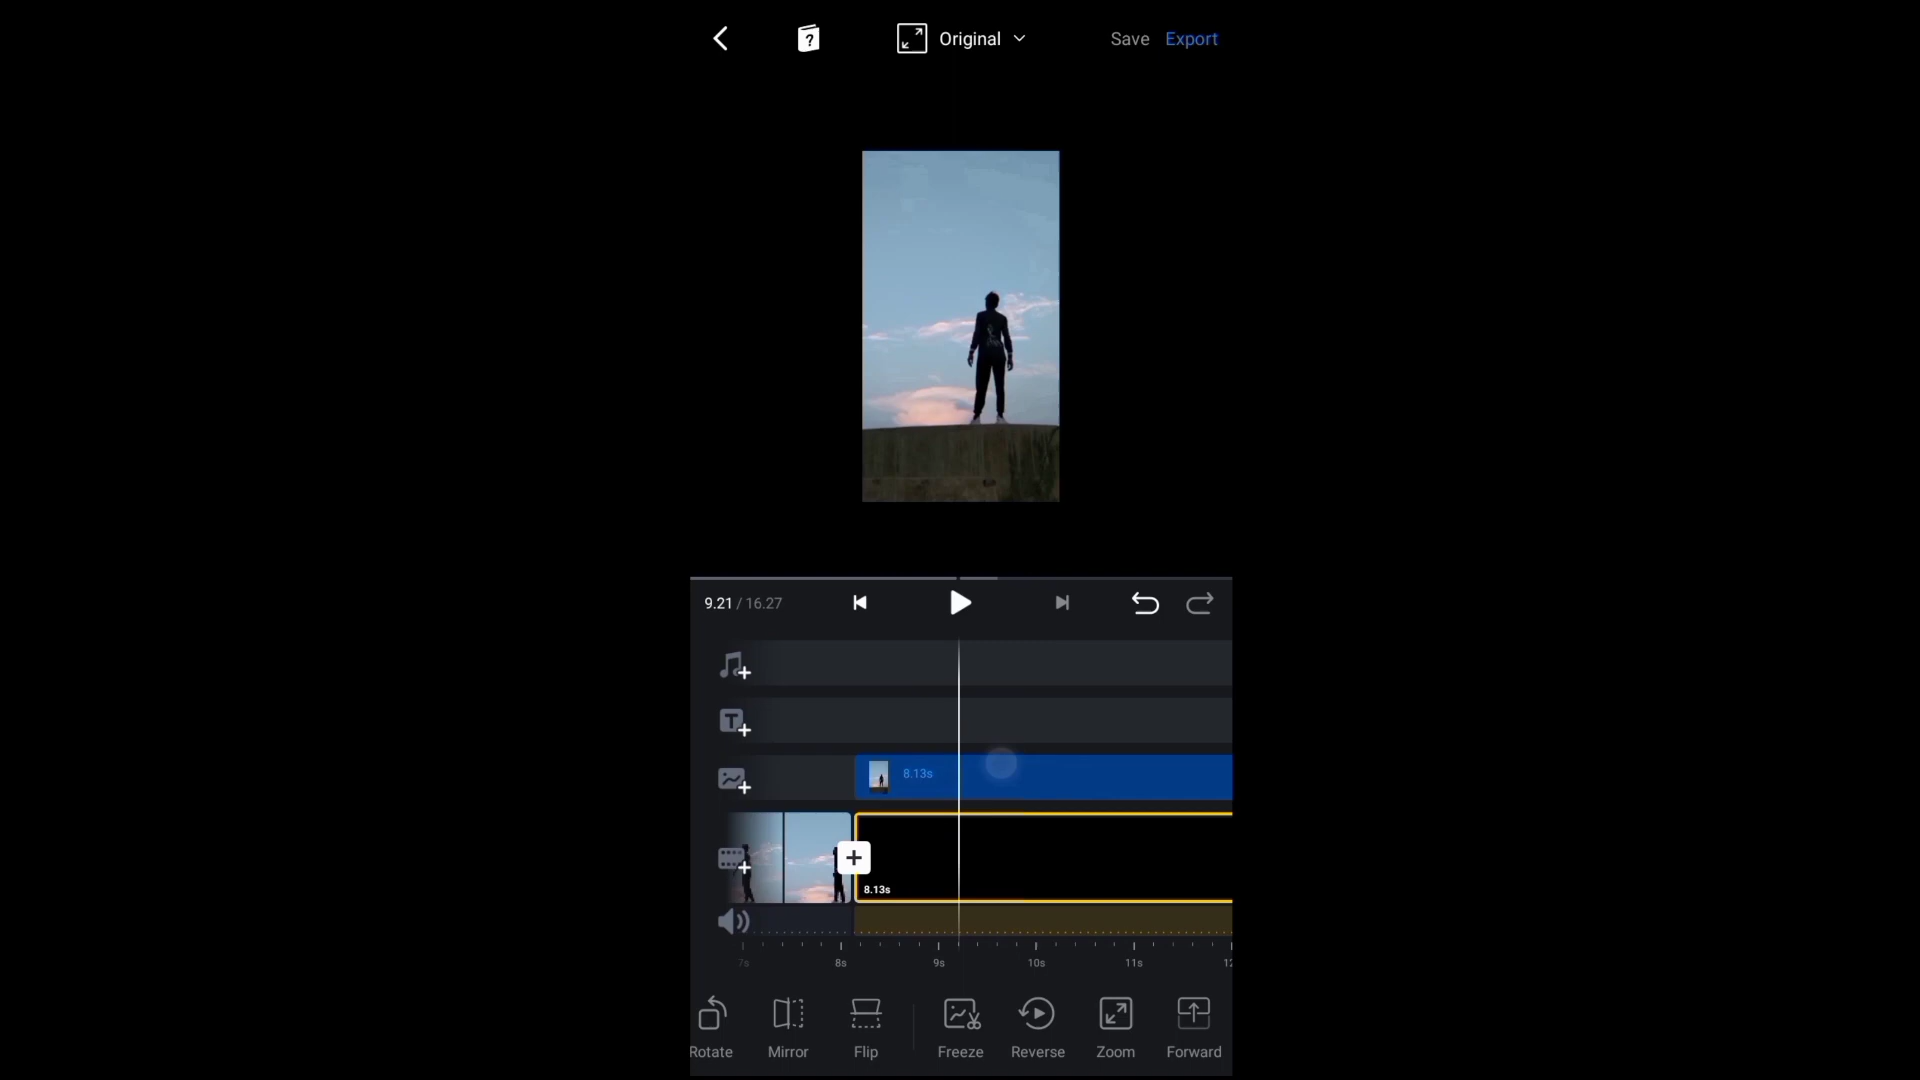 Original Save Export
9.21 / 16.27
8.13s
8.13s
7s 8s 9s 10s 11s
Rotate Mirror Flip Freeze Reverse Zoom Forward